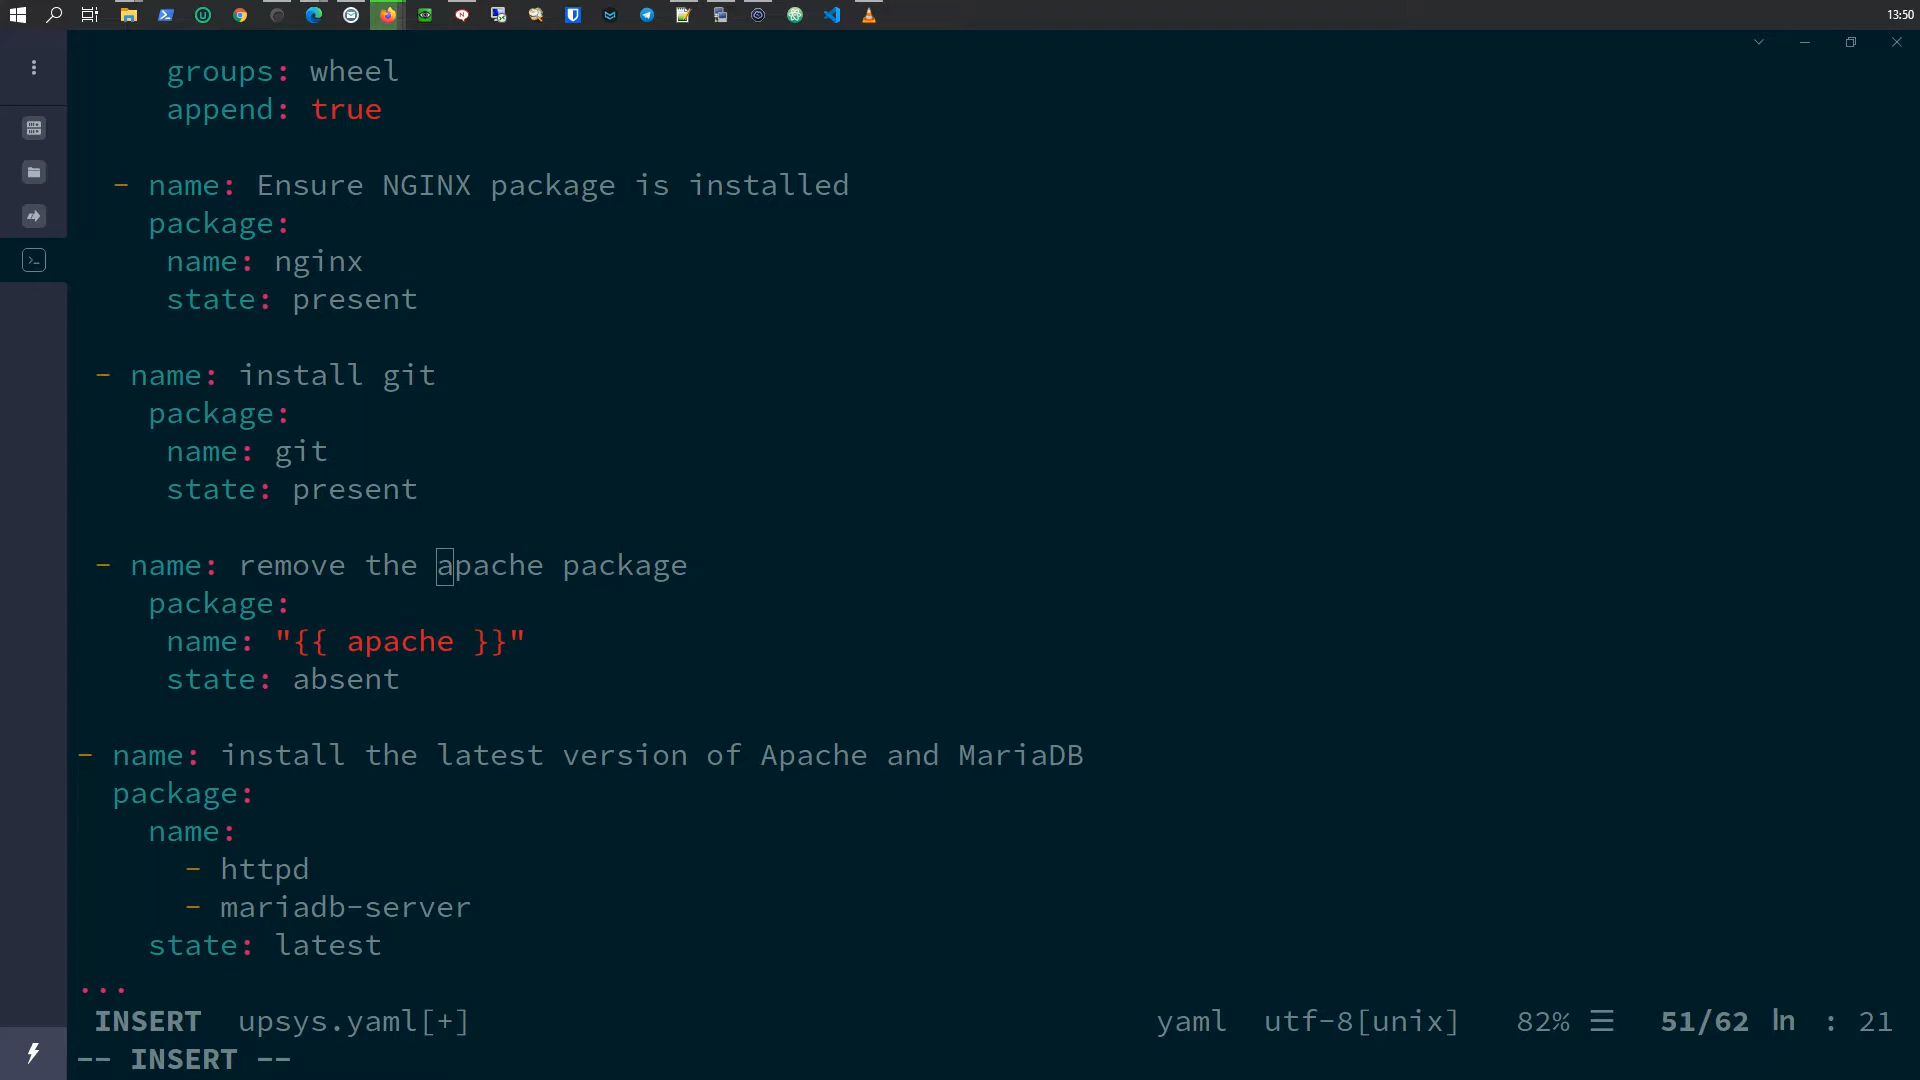 13:50
groups: wheel
append: true
- name: Ensure NGINX package is installed
package:
name: nginx
state: present
- name: install git
package:
name: git
state: present
- name: remove the apache package
package:
name: "{{ apache }}"
state: absent
- name: install the latest version of Apache and MariaDB
package:
name:
- httpd
- mariadb-server
state: latest
...
INSERT upsys.yaml[+] yaml utf-8[unix] 82% ☰ 51/62 ln : 21
-- INSERT --